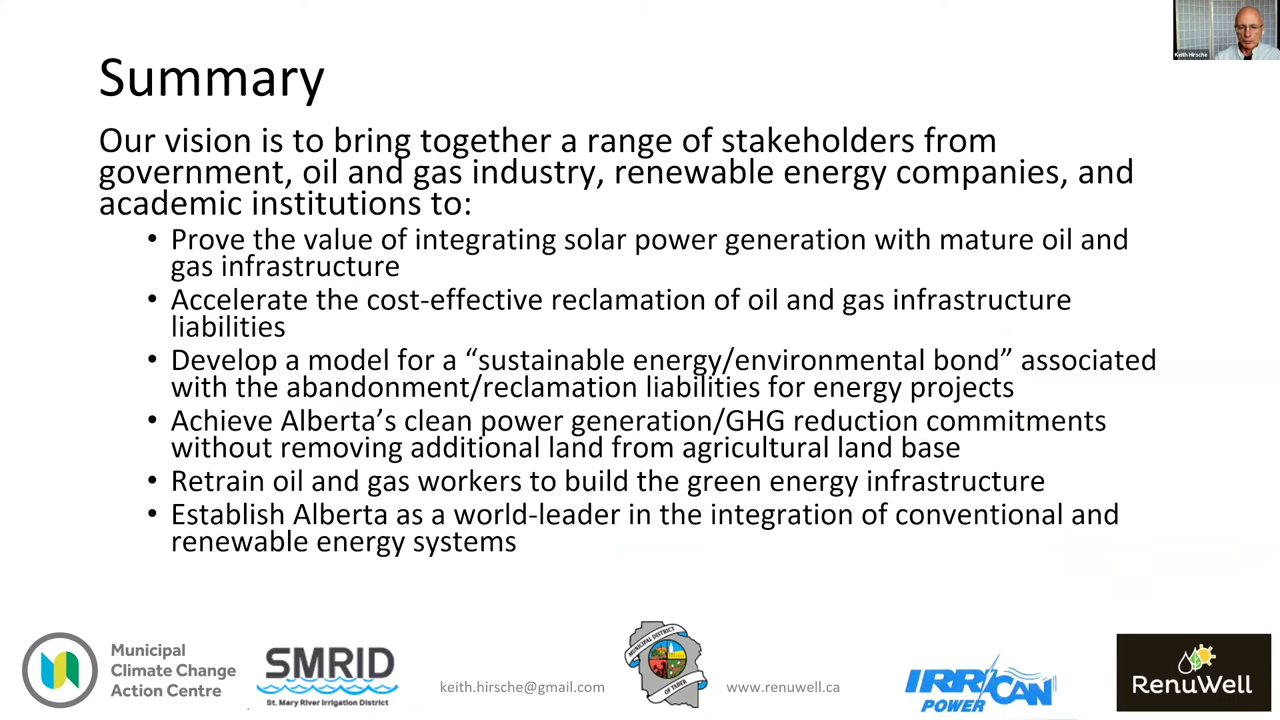 Keith Hirsche
Summary
Our vision is to bring together a range of stakeholders from
government, oil and gas industry, renewable energy companies, and
academic institutions to:
• Prove the value of integrating solar power generation with mature oil and
gas infrastructure
• Accelerate the cost-effective reclamation of oil and gas infrastructure
liabilities
• Develop a model for a “sustainable energy/environmental bond” associated
with the abandonment/reclamation liabilities for energy projects
• Achieve Alberta’s clean power generation/GHG reduction commitments
without removing additional land from agricultural land base
• Retrain oil and gas workers to build the green energy infrastructure
• Establish Alberta as a world-leader in the integration of conventional and
renewable energy systems
Municipal
Climate Change
Action Centre
SMRID
St. Mary River Irrigation District
keith.hirsche@gmail.com
MUNICIPAL DISTRICT
OF TABER
www.renuwell.ca
IRRICAN
POWER
RENUWELL